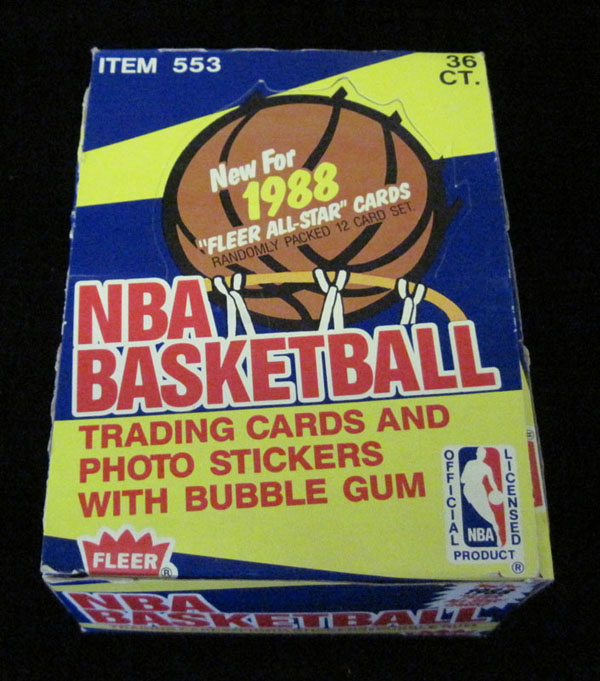 ITEM 553
36
CT.
New For
1988
"FLEER ALL-STAR" CARDS
RANDOMLY PACKED 12 CARD SET.
NBA
BASKETBALL
TRADING CARDS AND
PHOTO STICKERS
WITH BUBBLE GUM
FLEER ®
OFFICIAL
LICENSED
NBA
PRODUCT
®
NBA
BASKETBALL